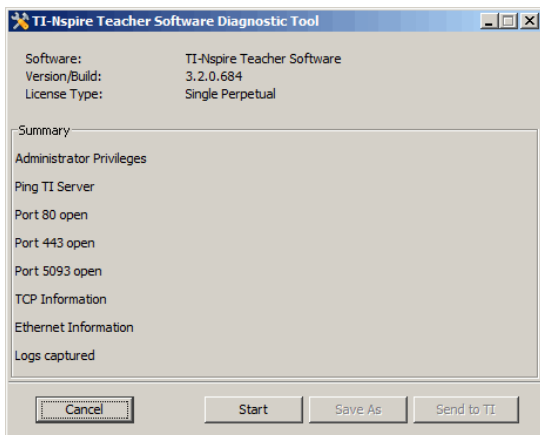 TI-Nspire Teacher Software Diagnostic Tool
Software: TI-Nspire Teacher Software
Version/Build: 3.2.0.684
License Type: Single Perpetual
Summary
Administrator Privileges
Ping TI Server
Port 80 open
Port 443 open
Port 5093 open
TCP Information
Ethernet Information
Logs captured
Cancel Start Save As Send to TI